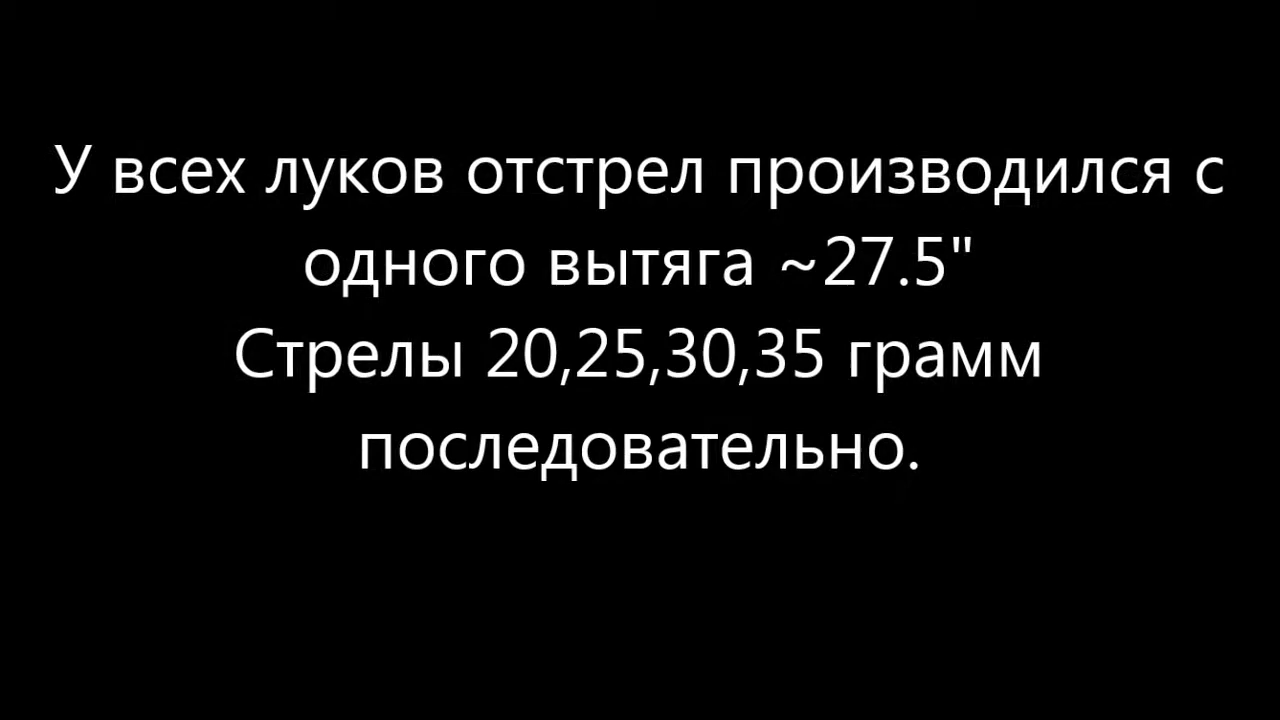 У всех луков отстрел производился с
одного вытяга ~27.5"
Стрелы 20,25,30,35 грамм
последовательно.